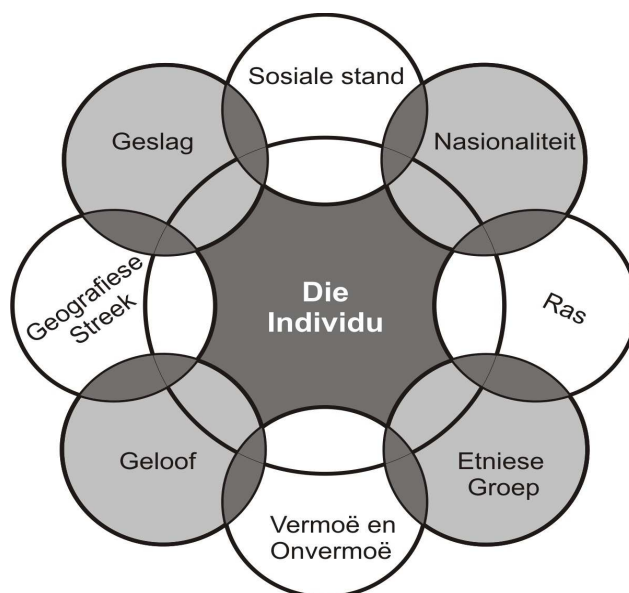 Sosiale stand
Geslag
Nasionaliteit
Geografiese
Streek
Die
Individu
Ras
Geloof
Etniese
Groep
Vermoë en
Onvermoë